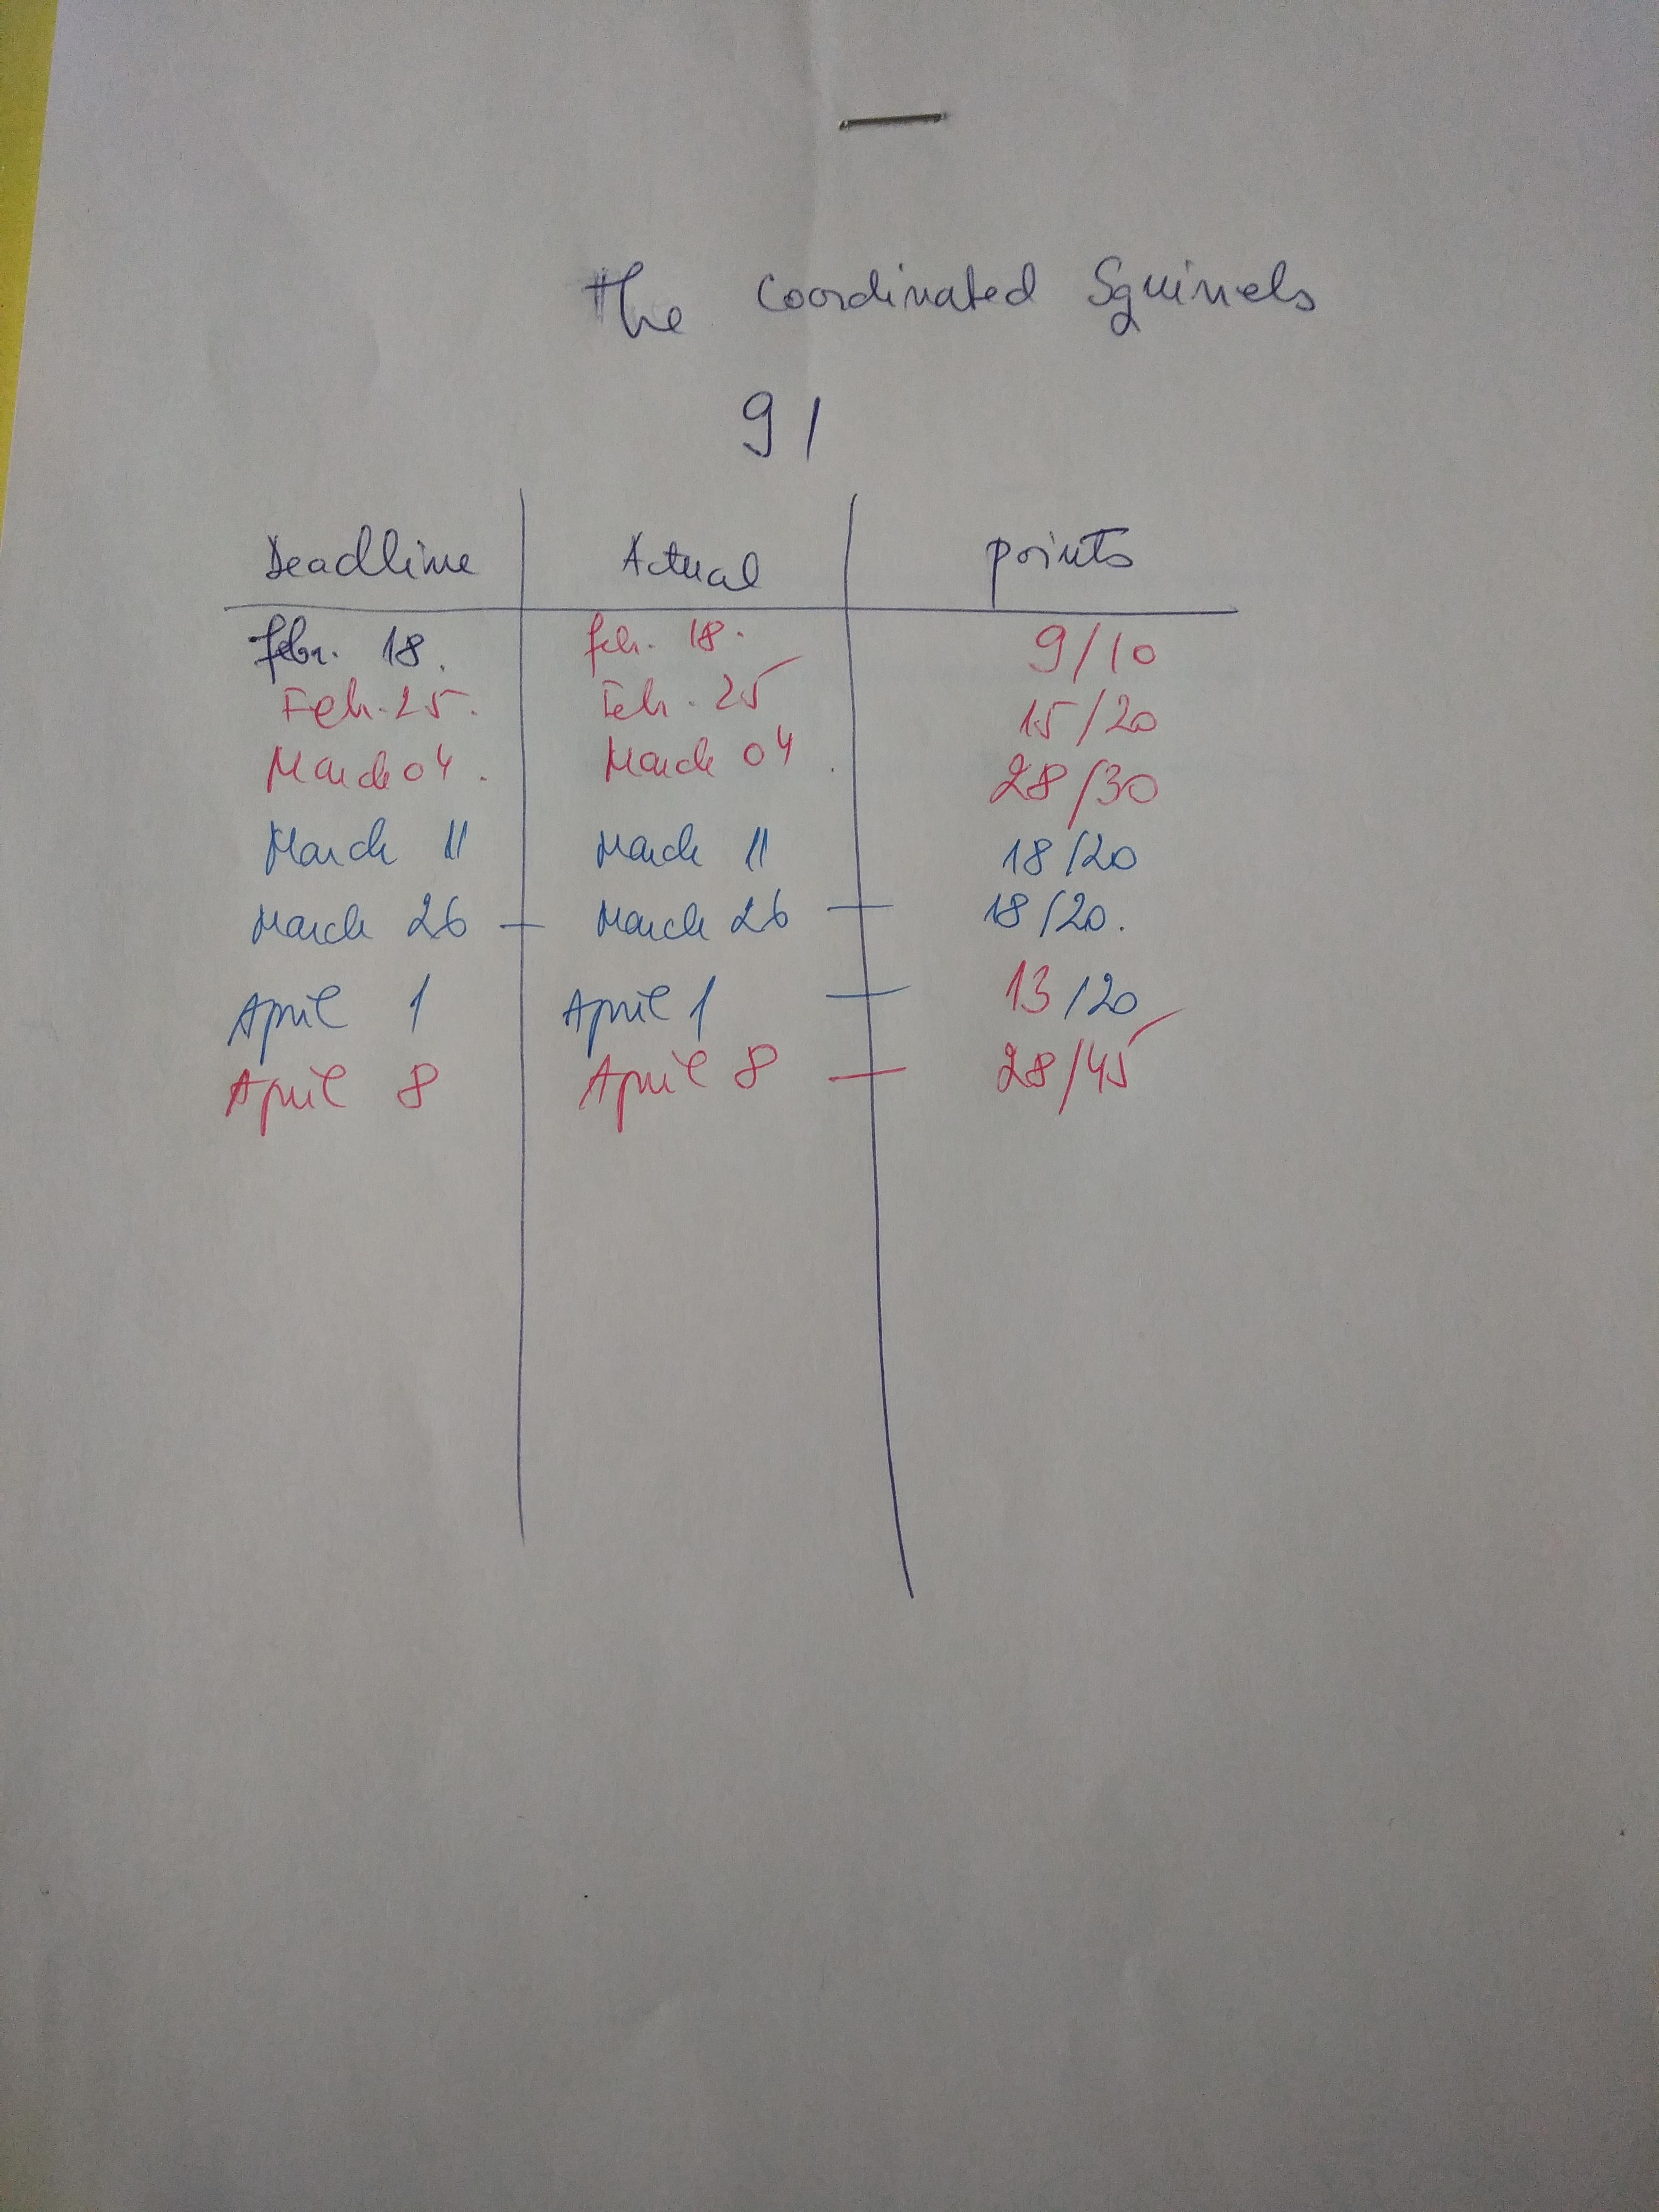 The Coordinated Squirrels
91
Deadline Actual points
Febr. 18. Feb. 18. 9/10
Feb. 25. Feb. 25 15/20
March 04. March 04. 28/30
March 11 March 11 18/20
March 26 - March 26 - 18/20.
April 1 April 1 - 13/20
April 8 April 8 - 28/45